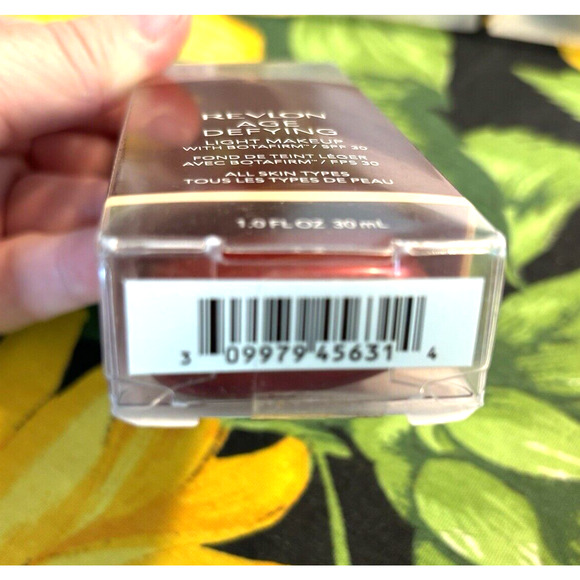 REVLON
AGE
DEFYING
LIGHT MAKEUP
WITH BOTAFIRM™/ SPF 30
FOND DE TEINT LÉGER
AVEC BOTAFIRM™/ FPS 30
ALL SKIN TYPES
TOUS LES TYPES DE PEAU
1.0 FL OZ 30 mL
3 09979 45631 4